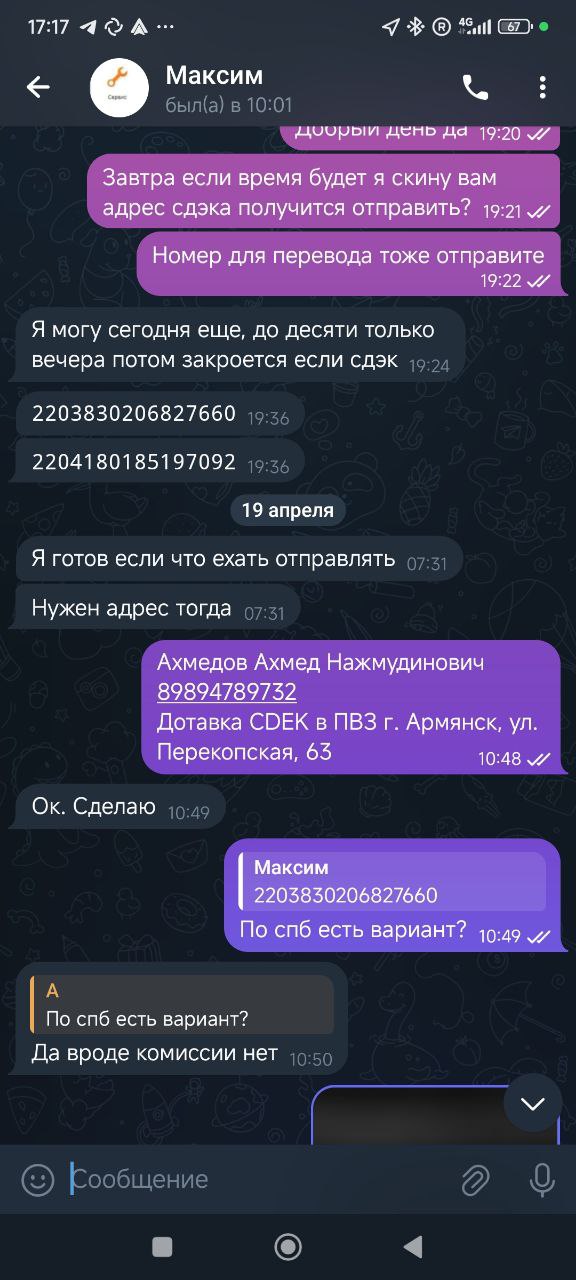 17:17
4G
67
Сервис
Максим
был(а) в 10:01
Добрый день да 19:20
Завтра если время будет я скину вам
адрес сдэка получится отправить? 19:21
Номер для перевода тоже отправите
19:22
Я могу сегодня еще, до десяти только
вечера потом закроется если сдэк 19:24
2203830206827660 19:36
2204180185197092 19:36
19 апреля
Я готов если что ехать отправлять 07:31
Нужен адрес тогда 07:31
Ахмедов Ахмед Нажмудинович
89894789732
Дотавка CDEK в ПВЗ г. Армянск, ул.
Перекопская, 63 10:48
Ок. Сделаю 10:49
Максим
2203830206827660
По спб есть вариант? 10:49
А
По спб есть вариант?
Да вроде комиссии нет 10:50
Сообщение